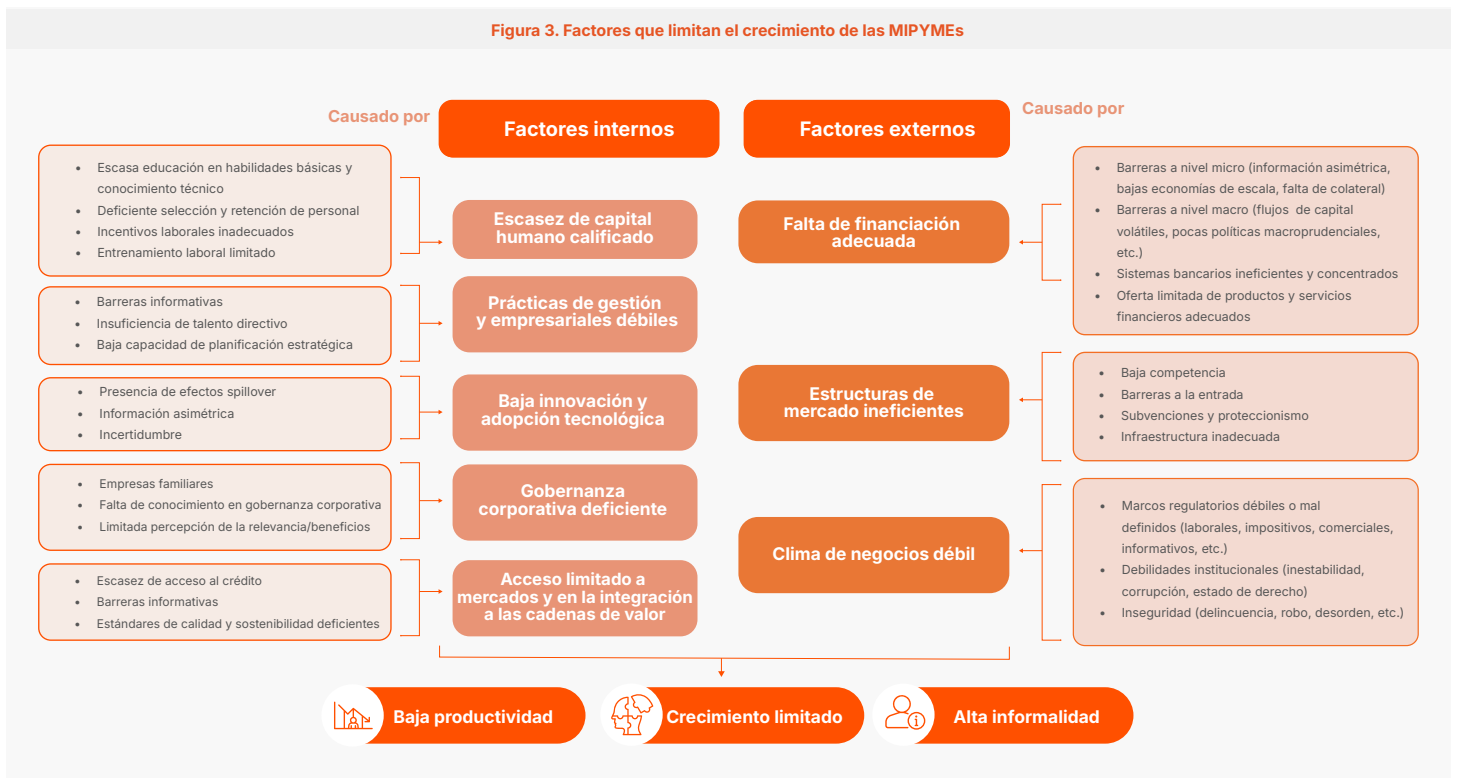 Figura 3. Factores que limitan el crecimiento de las MIPYMEs
Causado por
Factores internos
Factores externos
Causado por
• Escasa educación en habilidades básicas y
conocimiento técnico
• Deficiente selección y retención de personal
• Incentivos laborales inadecuados
• Entrenamiento laboral limitado
Escasez de capital
humano calificado
• Barreras informativas
• Insuficiencia de talento directivo
• Baja capacidad de planificación estratégica
Prácticas de gestión
y empresariales débiles
• Presencia de efectos spillover
• Información asimétrica
• Incertidumbre
Baja innovación y
adopción tecnológica
• Empresas familiares
• Falta de conocimiento en gobernanza corporativa
• Limitada percepción de la relevancia/beneficios
Gobernanza
corporativa deficiente
• Escasez de acceso al crédito
• Barreras informativas
• Estándares de calidad y sostenibilidad deficientes
Acceso limitado a
mercados y en la integración
a las cadenas de valor
Falta de financiación
adecuada
• Barreras a nivel micro (información asimétrica,
bajas economías de escala, falta de colateral)
• Barreras a nivel macro (flujos de capital
volátiles, pocas políticas macroprudenciales,
etc.)
• Sistemas bancarios ineficientes y concentrados
• Oferta limitada de productos y servicios
financieros adecuados
Estructuras de
mercado ineficientes
• Baja competencia
• Barreras a la entrada
• Subvenciones y proteccionismo
• Infraestructura inadecuada
Clima de negocios débil
• Marcos regulatorios débiles o mal
definidos (laborales, impositivos, comerciales,
informativos, etc.)
• Debilidades institucionales (inestabilidad,
corrupción, estado de derecho)
• Inseguridad (delincuencia, robo, desorden, etc.)
Baja productividad
Crecimiento limitado
Alta informalidad